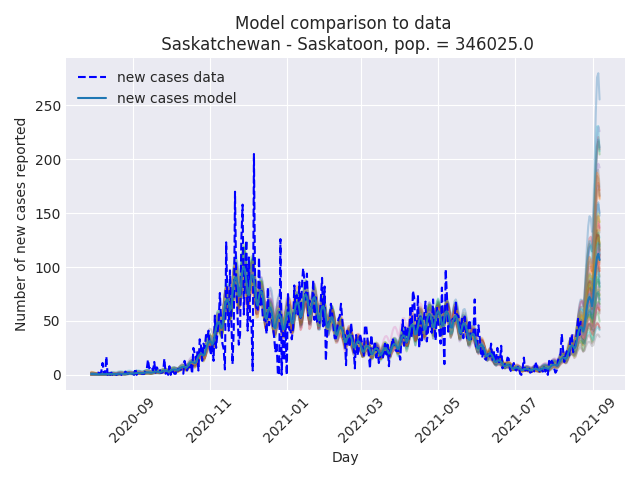 Model comparison to data
Saskatchewan - Saskatoon, pop. = 346025.0
new cases data
new cases model
Number of new cases reported
250
200
150
100
50
0
2020-09
2020-11
2021-01
2021-03
2021-05
2021-07
2021-09
Day